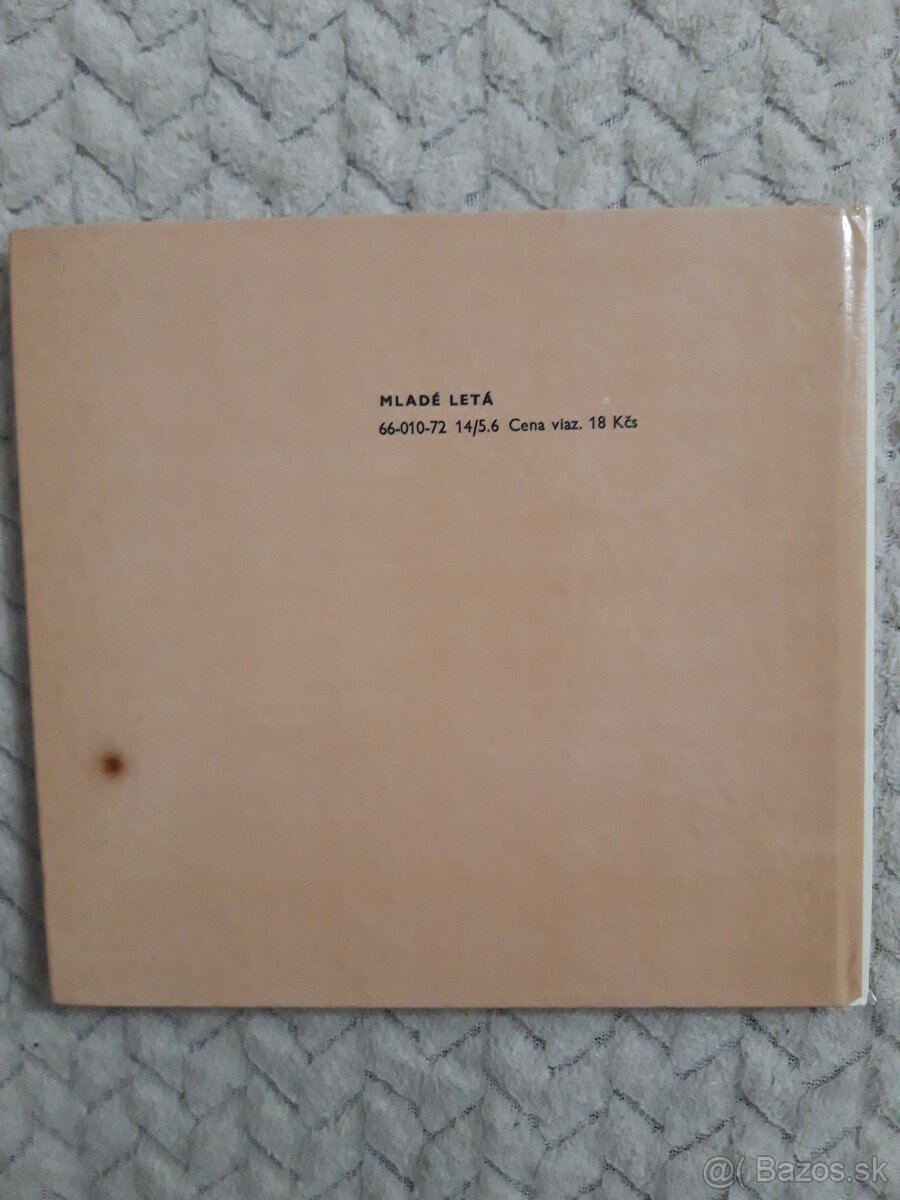 MLADÉ LETÁ
66-010-72 14/5.6 Cena viaz. 18 Kčs
@( Bazos.sk